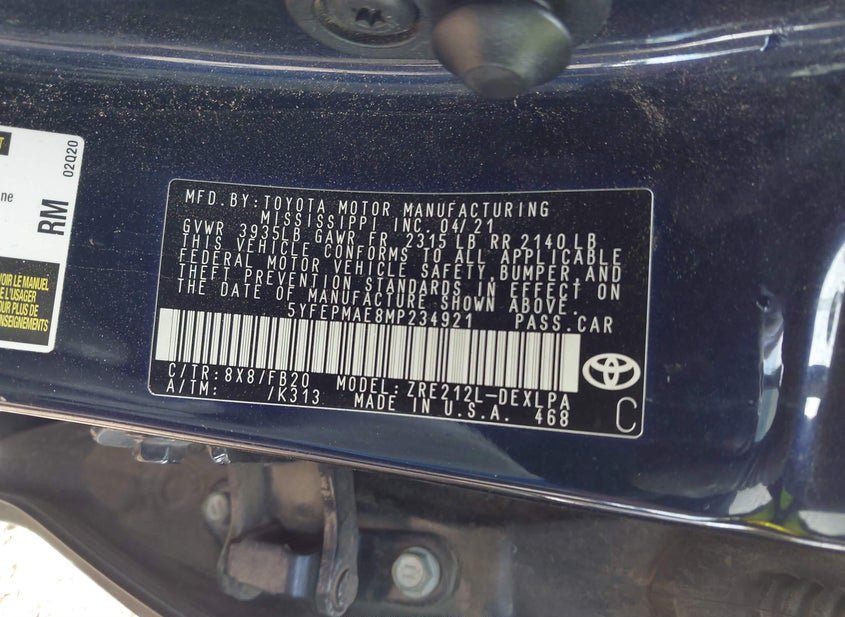 02Q20
RM
ne
VOIR LE MANUEL
DE L'USAGER
MFD. BY: TOYOTA MOTOR MANUFACTURING
MISSISSIPPI INC. 04/21
GVWR 3935LB GAWR FR 2315 LB RR 2140 LB
THIS VEHICLE CONFORMS TO ALL APPLICABLE
FEDERAL MOTOR VEHICLE SAFETY, BUMPER, AND
THEFT PREVENTION STANDARDS IN EFFECT ON
THE DATE OF MANUFACTURE SHOWN ABOVE.
5YFEPMAE8MP234921 PASS. CAR
C/TR: 8X8/FB20 MODEL: ZRE212L-DEXLPA
A/TM: /K313 MADE IN U.S.A. 468
C